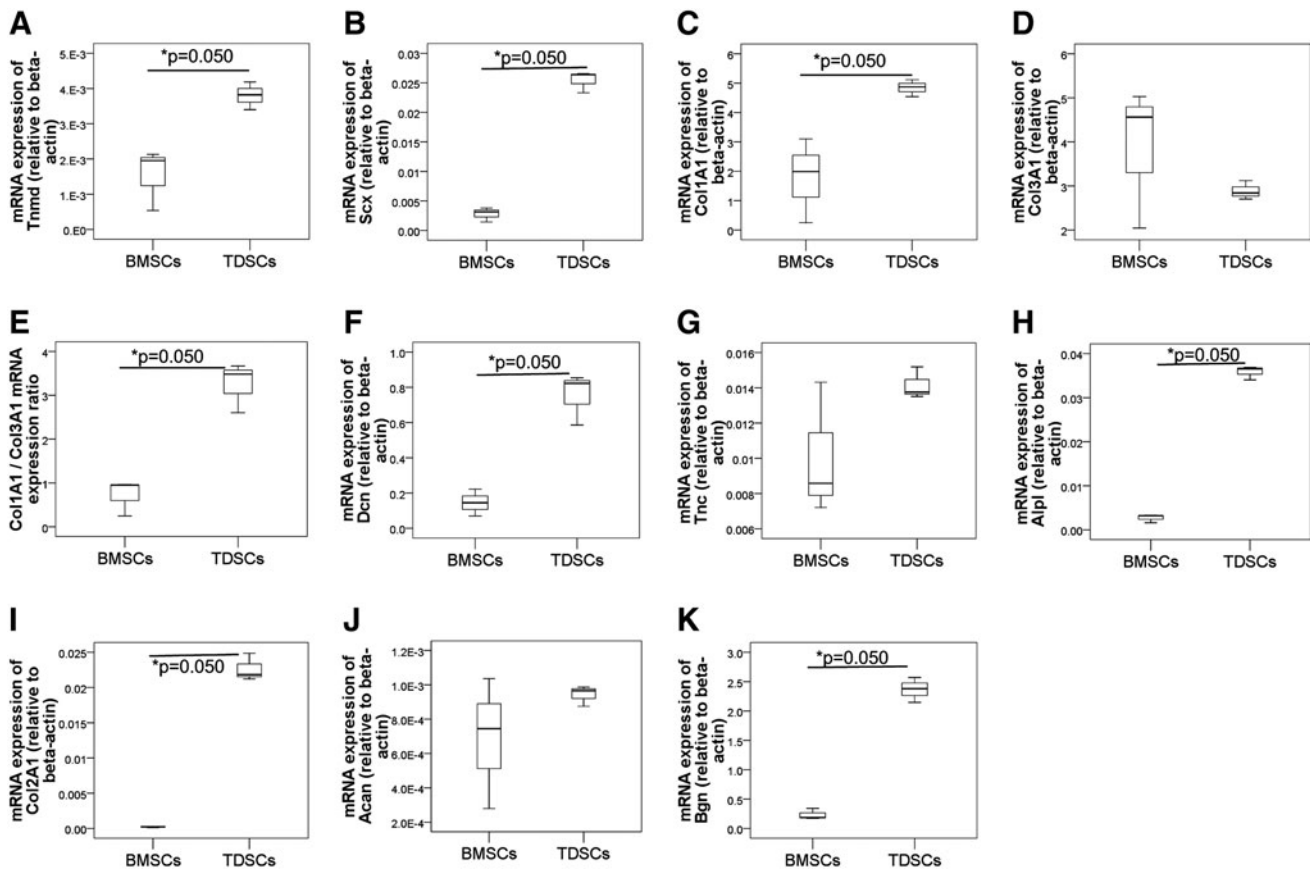 A
mRNA expression of
Tnmd (relative to beta-
actin)
5.E-3
4.E-3
3.E-3
2.E-3
1.E-3
.0E0
*p=0.050
BMSCs TDSCs
B
mRNA expression of
Scx (relative to beta-
actin)
0.03
0.025
0.020
0.015
0.010
0.005
0.00
*p=0.050
BMSCs TDSCs
C
mRNA expression of
Col1A1 (relative to
beta-actin)
6
5
4
3
2
1
0
*p=0.050
BMSCs TDSCs
D
mRNA expression of
Col3A1 (relative to
beta-actin)
6
5
4
3
2
BMSCs TDSCs
E
Col1A1 / Col3A1 mRNA
expression ratio
4
3
2
1
0
*p=0.050
BMSCs TDSCs
F
mRNA expression of
Dcn (relative to beta-
actin)
1.0
0.8
0.6
0.4
0.2
0.0
*p=0.050
BMSCs TDSCs
G
mRNA expression of
Tnc (relative to beta-
actin)
0.016
0.014
0.012
0.010
0.008
0.006
BMSCs TDSCs
H
mRNA expression of
Alpl (relative to beta-
actin)
0.04
0.03
0.02
0.01
0.00
*p=0.050
BMSCs TDSCs
I
mRNA expression of
Col2A1 (relative to
beta-actin)
0.025
0.020
0.015
0.010
0.005
0.00
*p=0.050
BMSCs TDSCs
J
mRNA expression of
Acan (relative to beta-
actin)
1.2E-3
1.0E-3
8.0E-4
6.0E-4
4.0E-4
2.0E-4
BMSCs TDSCs
K
mRNA expression of
Bgn (relative to beta-
actin)
3.0
2.5
2.0
1.5
1.0
0.5
0.0
*p=0.050
BMSCs TDSCs